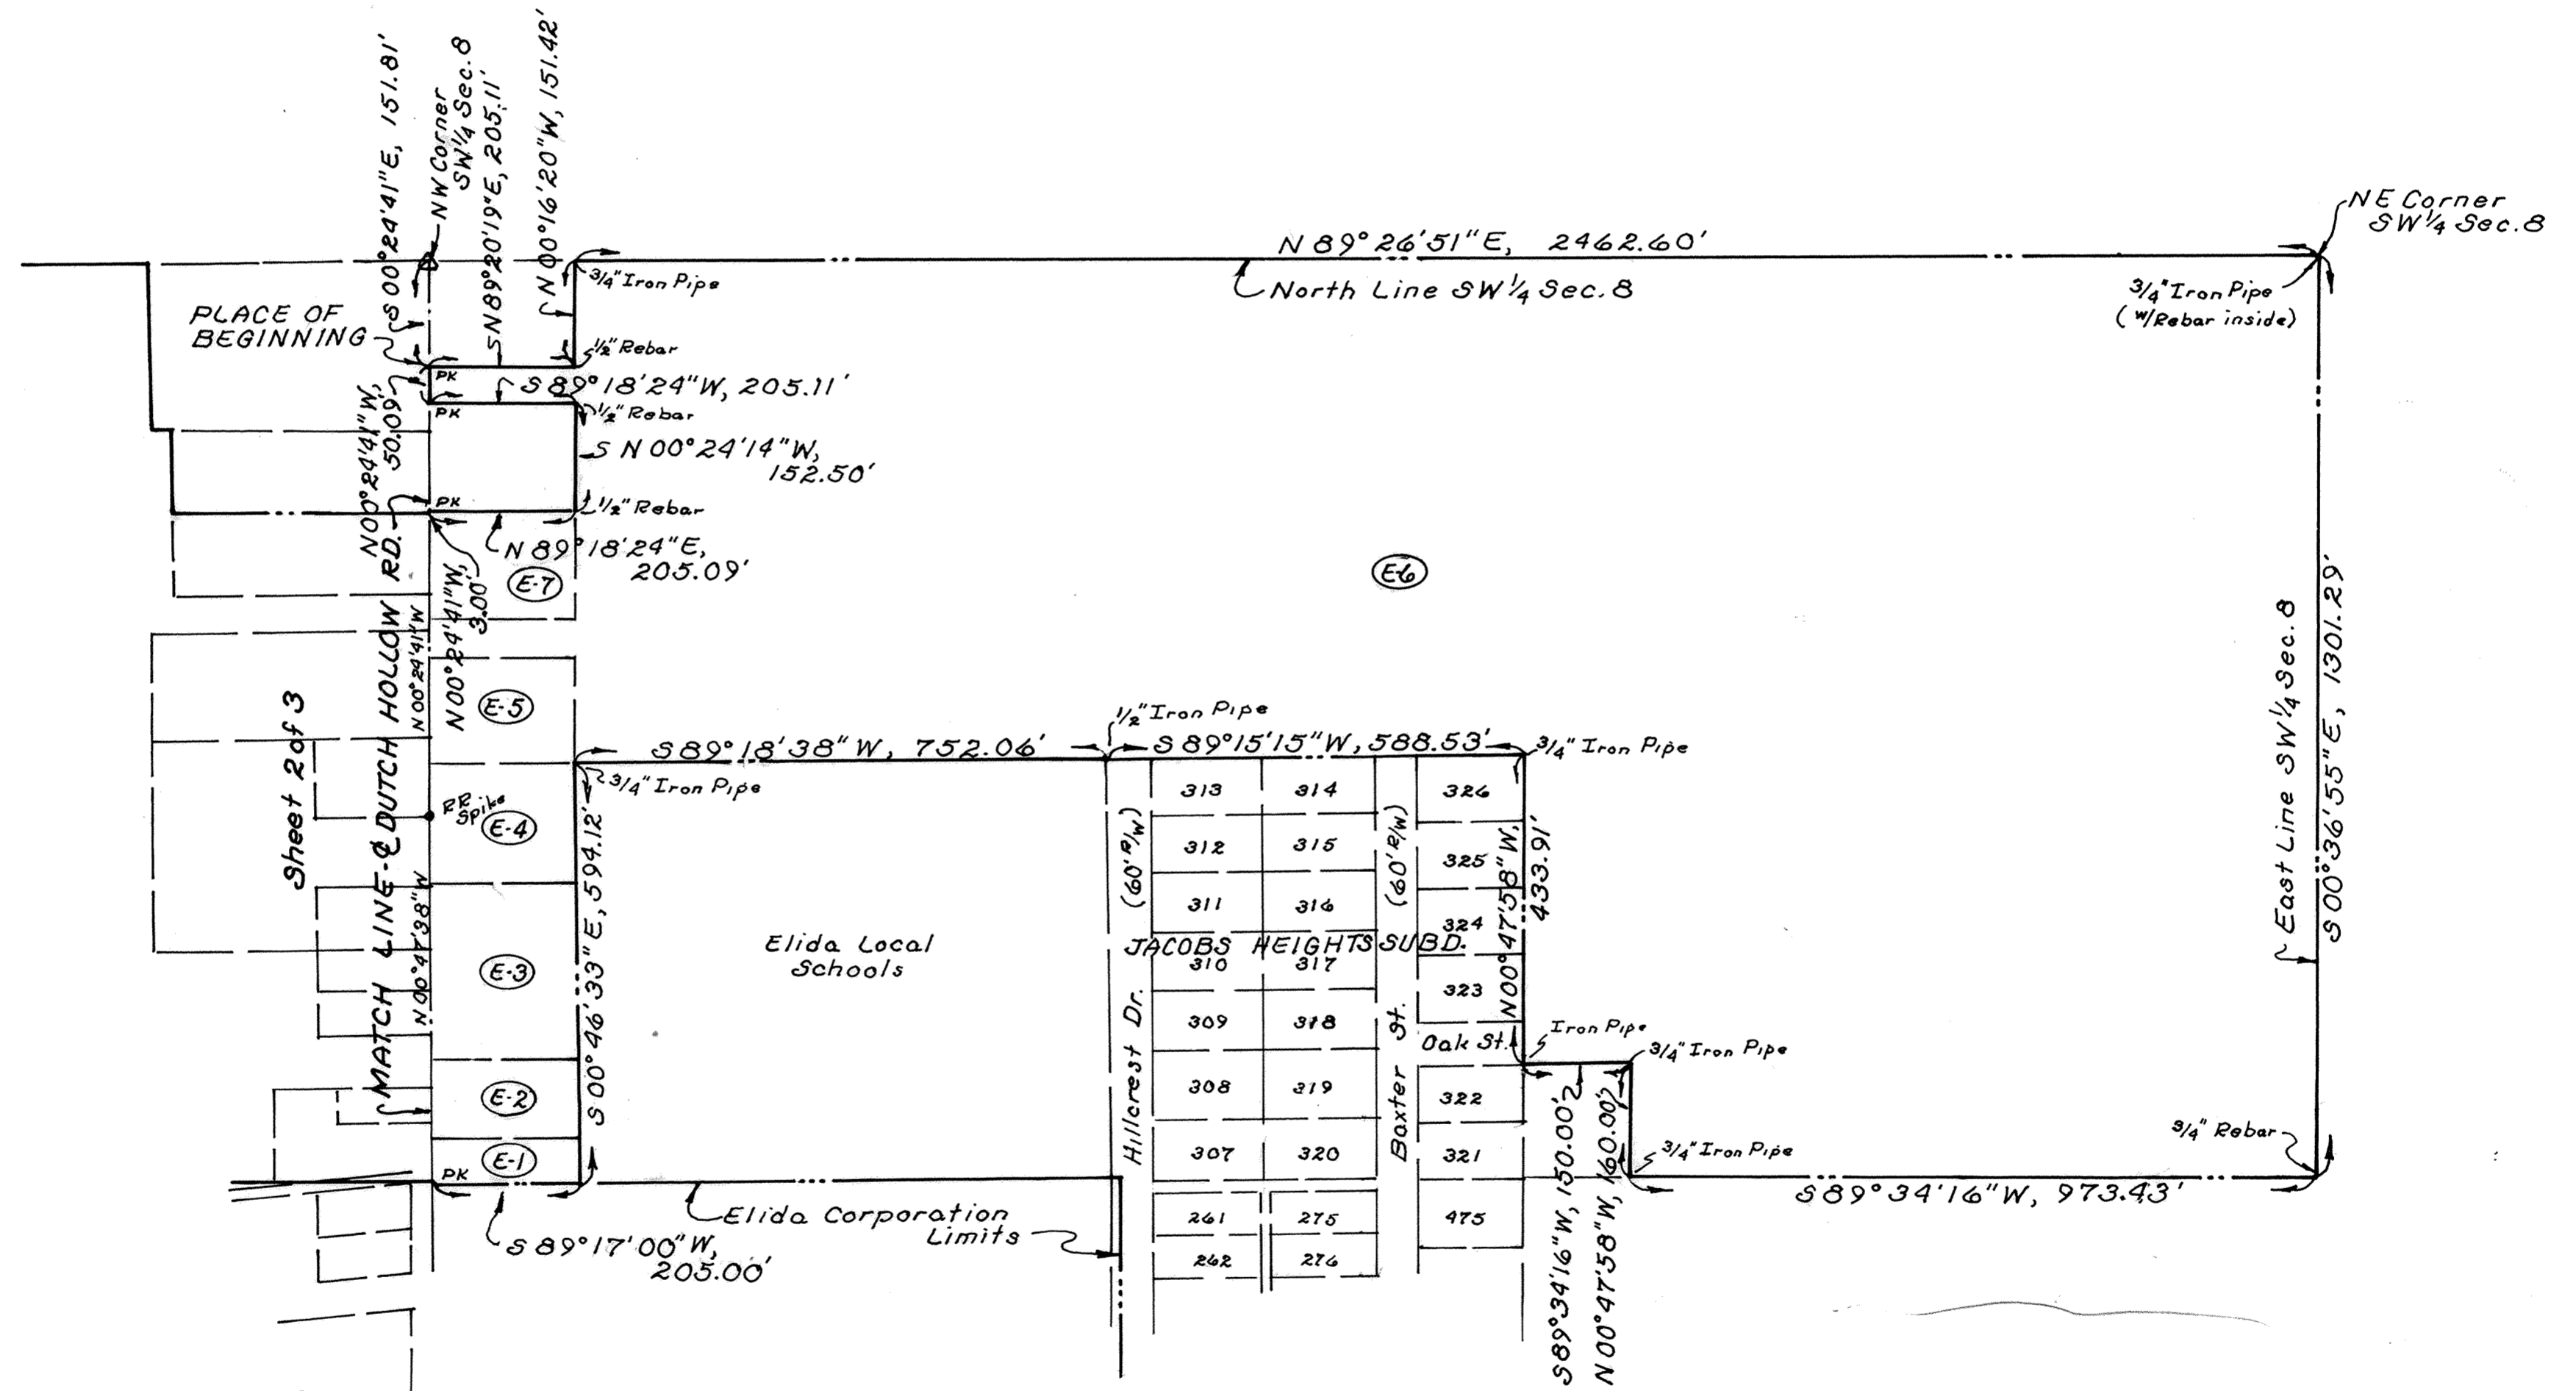 S 00°24'41"E, 151.81'
NW Corner
SW 1/4 Sec. 8
S N 89°20'19"E, 205.11'
N 00°16'20"W, 151.42'
N 89°26'51"E, 2462.60'
NE Corner
SW 1/4 Sec. 8
3/4" Iron Pipe
North Line SW 1/4 Sec. 8
3/4" Iron Pipe
(w/Rebar inside)
PLACE OF
BEGINNING
1/2" Rebar
PK
S 89°18'24"W, 205.11'
PK
1/2" Rebar
N 00°24'41"W,
50.09'
S N 00°24'14"W,
152.50'
PK
1/2" Rebar
N 89°18'24"E,
205.09'
E-7
E-6
N 00°24'41"W,
3.00'
N 00°24'41"W
East Line SW 1/4 Sec. 8
S 00°36'55"E, 1301.29'
Sheet 2 of 3
MATCH LINE-℄ DUTCH HOLLOW RD.
E-5
1/2" Iron Pipe
S 89°18'38"W, 752.06'
S 89°15'15"W, 588.53'
3/4" Iron Pipe
3/4" Iron Pipe
RR
Spike
E-4
313
314
326
(60' R/W)
(60' R/W)
312
315
325
S 00°46'33"E, 594.12'
N 00°47'58"W,
433.91'
N 00°47'38"W
311
316
324
Elida Local
Schools
JACOBS HEIGHTS SUBD.
E-3
310
317
323
Hillcrest Dr.
Baxter St.
309
318
Oak St.
Iron Pipe
3/4" Iron Pipe
E-2
308
319
322
E-1
307
320
321
3/4" Iron Pipe
3/4" Rebar
PK
S 89°34'16"W, 973.43'
S 89°34'16"W, 150.00'
N 00°47'58"W, 160.00'
Elida Corporation
Limits
261
275
475
S 89°17'00"W,
205.00'
262
276